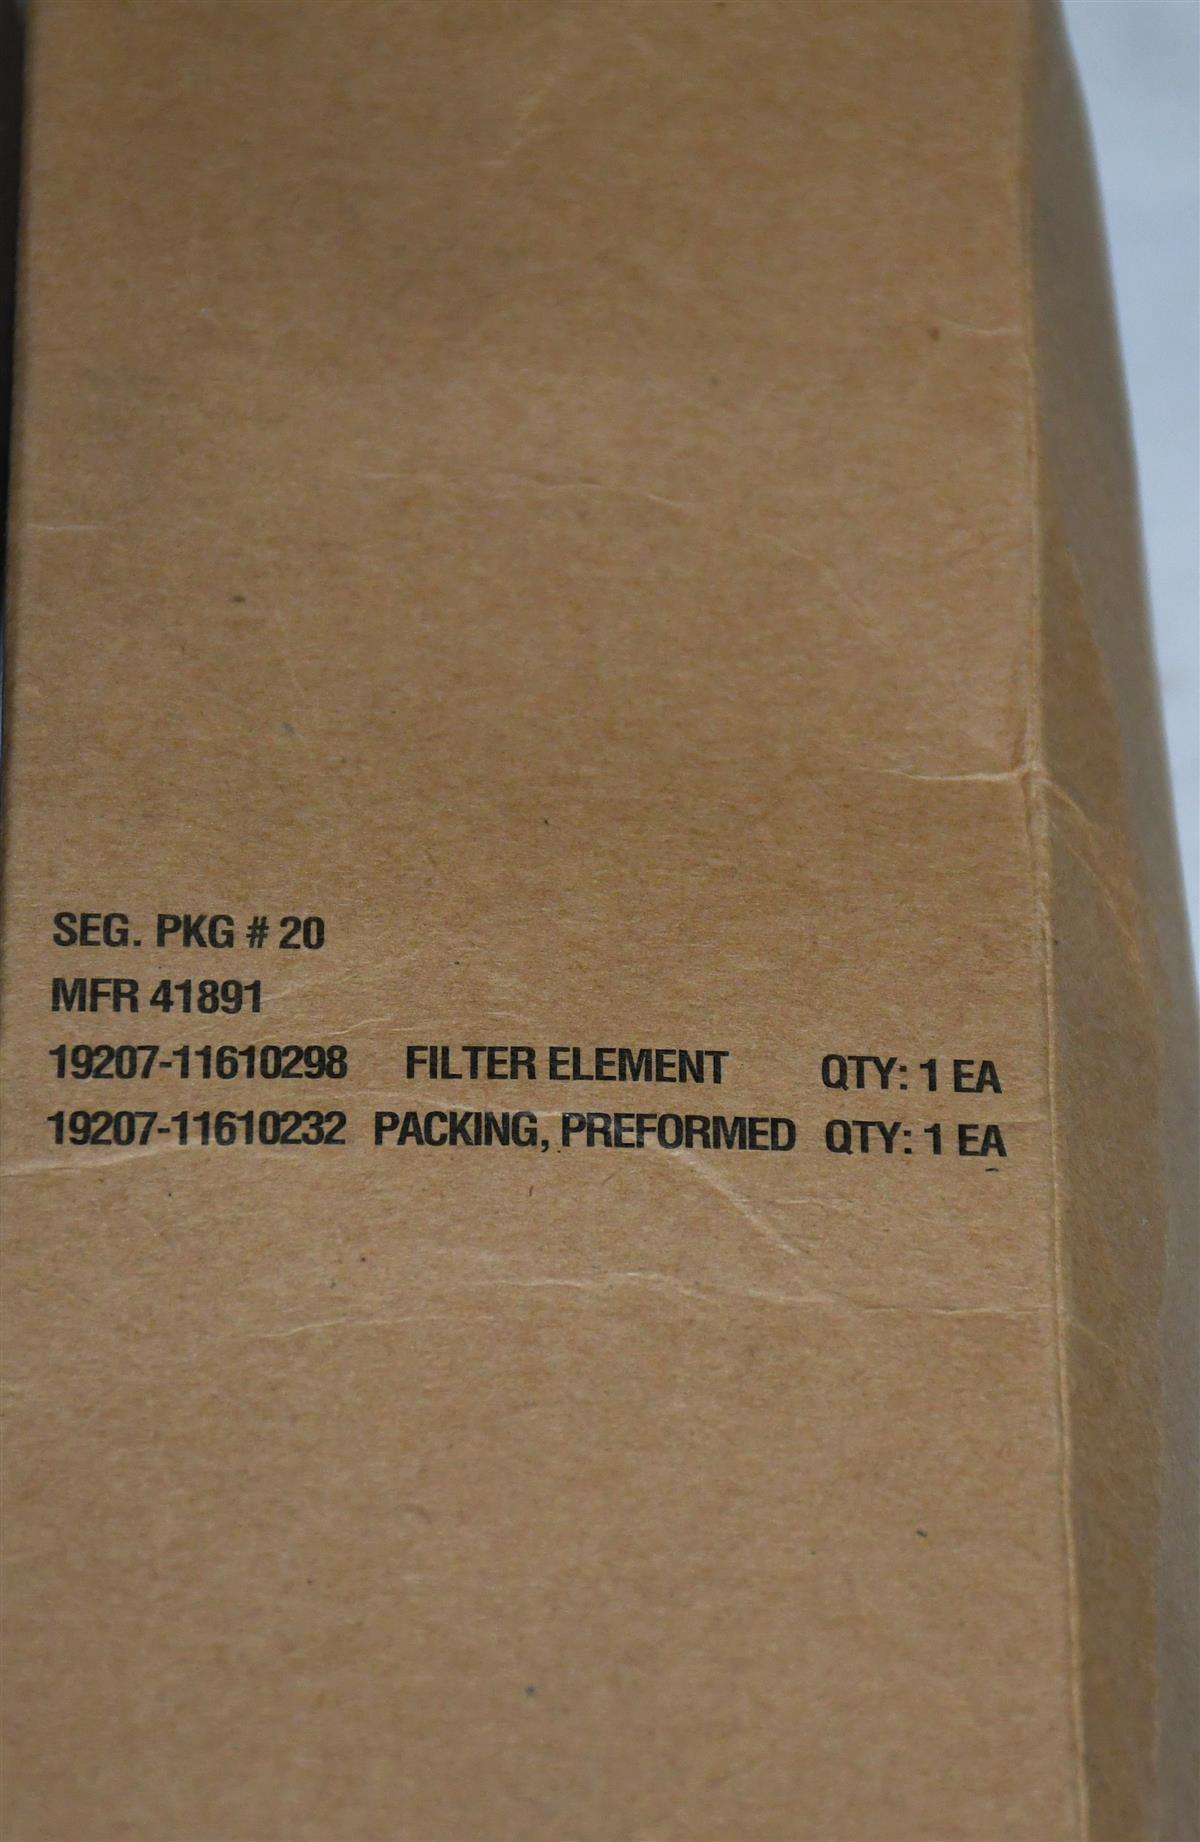 SEG. PKG # 20
MFR 41891
19207-11610298 FILTER ELEMENT QTY: 1 EA
19207-11610232 PACKING, PREFORMED QTY: 1 EA